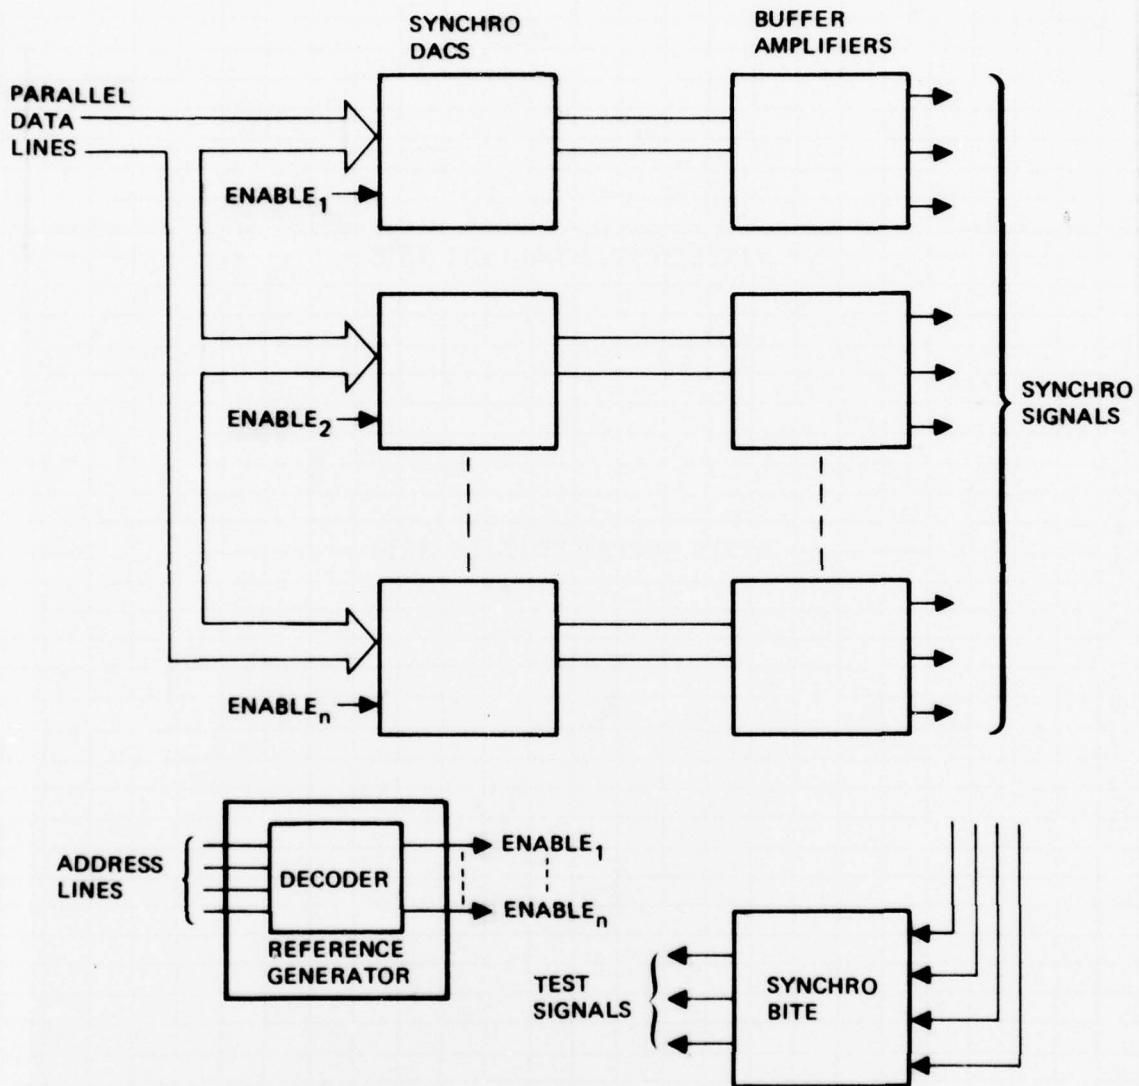 SYNCHRO
DACS
BUFFER
AMPLIFIERS
PARALLEL
DATA
LINES
ENABLE1
ENABLE2
SYNCHRO
SIGNALS
ENABLEn
ADDRESS
LINES
DECODER
REFERENCE
GENERATOR
ENABLE1
ENABLEn
TEST
SIGNALS
SYNCHRO
BITE